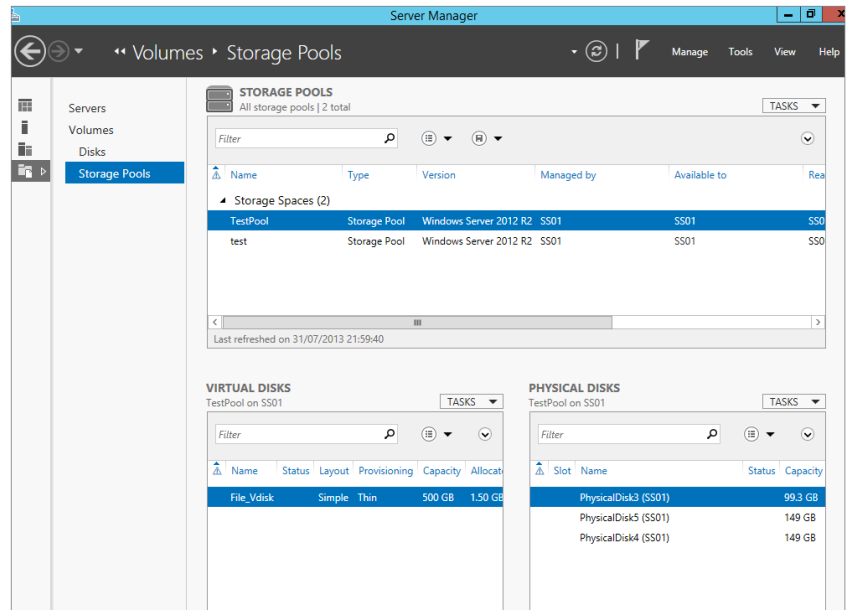 Server Manager
Volumes Storage Pools
Manage Tools View Help
Servers
Volumes
Disks
Storage Pools
STORAGE POOLS
All storage pools | 2 total
TASKS
Filter
Name Type Version Managed by Available to Rea
Storage Spaces (2)
TestPool Storage Pool Windows Server 2012 R2 SS01 SS01 SS0
test Storage Pool Windows Server 2012 R2 SS01 SS01 SS0
Last refreshed on 31/07/2013 21:59:40
VIRTUAL DISKS
TestPool on SS01
TASKS
Filter
Name Status Layout Provisioning Capacity Allocate
File_Vdisk Simple Thin 500 GB 1.50 GB
PHYSICAL DISKS
TestPool on SS01
TASKS
Filter
Slot Name Status Capacity
PhysicalDisk3 (SS01) 99.3 GB
PhysicalDisk5 (SS01) 149 GB
PhysicalDisk4 (SS01) 149 GB